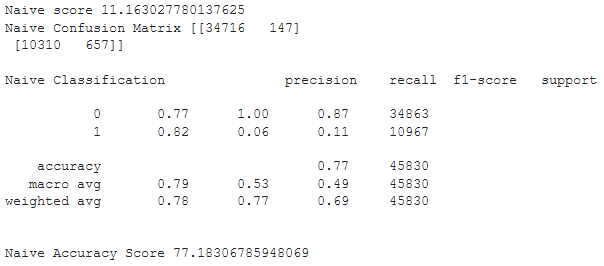 Naive score 11.163027780137625
Naive Confusion Matrix [[34716   147]
 [10310   657]]
Naive Classification               precision    recall  f1-score   support
           0       0.77      1.00      0.87     34863
           1       0.82      0.06      0.11     10967
    accuracy                           0.77     45830
   macro avg       0.79      0.53      0.49     45830
weighted avg       0.78      0.77      0.69     45830
Naive Accuracy Score 77.18306785948069